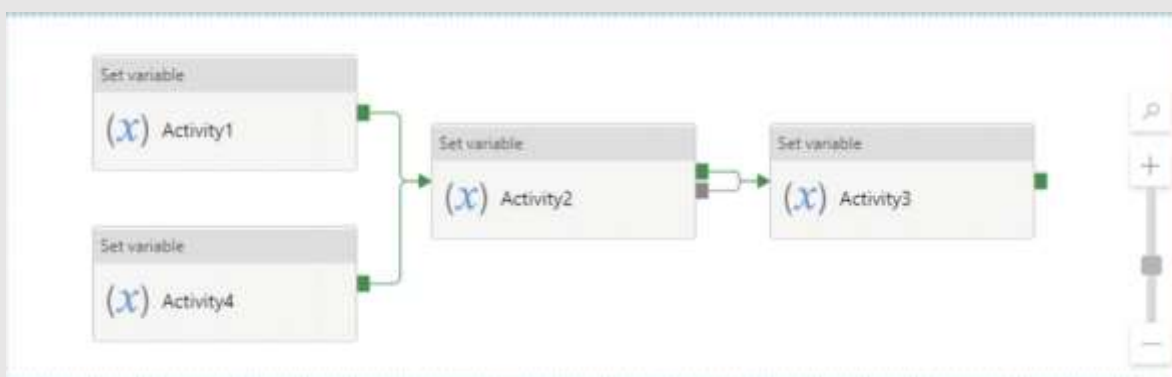 Set variable
(x) Activity1
Set variable
(x) Activity2
Set variable
(x) Activity3
Set variable
(x) Activity4